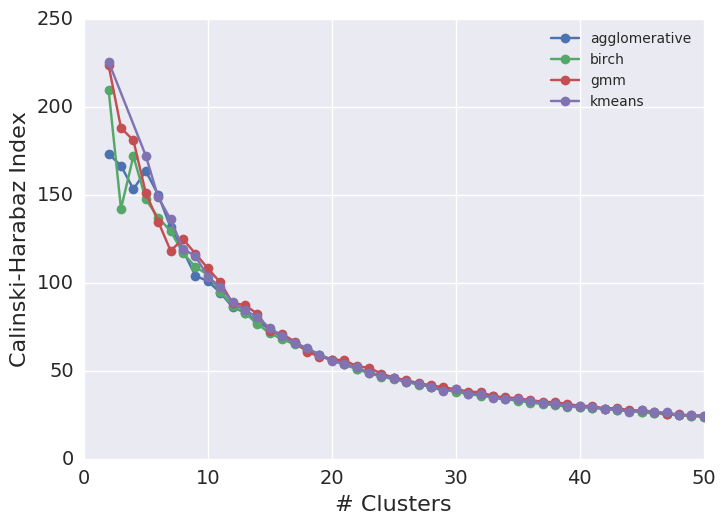 250
200
150
100
50
0
Calinski-Harabaz Index
agglomerative
birch
gmm
kmeans
0 10 20 30 40 50
# Clusters